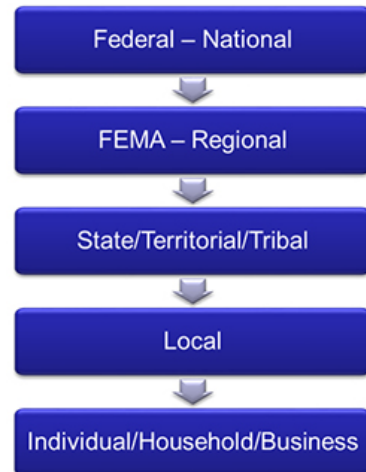 Federal – National
FEMA – Regional
State/Territorial/Tribal
Local
Individual/Household/Business